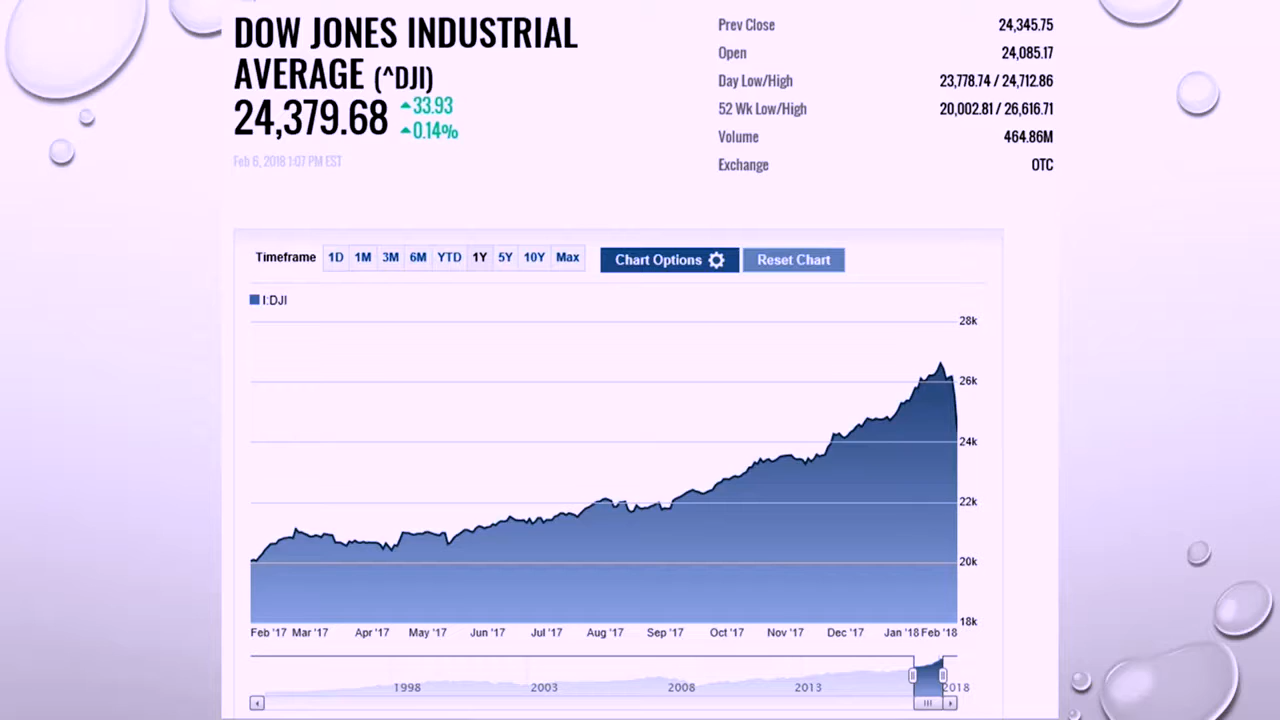 DOW JONES INDUSTRIAL
AVERAGE (^DJI)
24,379.68 33.93
0.14%
Feb 6, 2018 1:07 PM EST
Prev Close 24,345.75
Open 24,085.17
Day Low/High 23,778.74 / 24,712.86
52 Wk Low/High 20,002.81 / 26,616.71
Volume 464.86M
Exchange OTC
Timeframe 1D 1M 3M 6M YTD 1Y 5Y 10Y Max Chart Options Reset Chart
I:DJI
28k
26k
24k
22k
20k
18k
Feb '17 Mar '17 Apr '17 May '17 Jun '17 Jul '17 Aug '17 Sep '17 Oct '17 Nov '17 Dec '17 Jan '18 Feb '18
1998 2003 2008 2013 2018